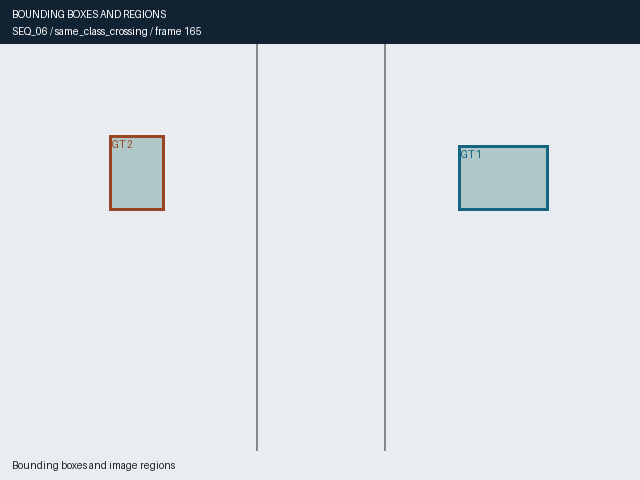 BOUNDING BOXES AND REGIONS
SEQ_06 / same_class_crossing / frame 165
GT2
GT1
Bounding boxes and image regions